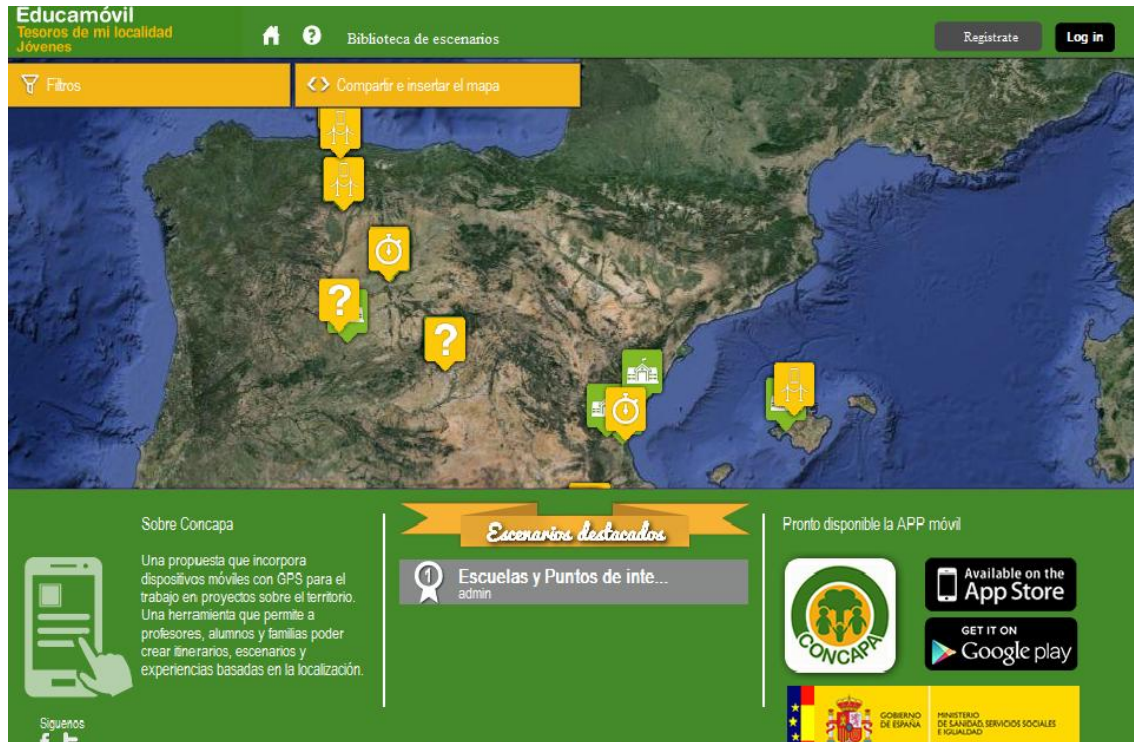 Educamóvil
Tesoros de mi localidad
Jóvenes
Biblioteca de escenarios
Registrate
Log in
Filtros
Compartir e insertar el mapa
?
?
Sobre Concapa
Una propuesta que incorpora
dispositivos móviles con GPS para el
trabajo en proyectos sobre el territorio.
Una herramienta que permite a
profesores, alumnos y familias poder
crear itinerarios, escenarios y
experiencias basadas en la localización.
Siguenos
Escenarios destacados
1
Escuelas y Puntos de inte...
admin
Pronto disponible la APP móvil
CONCAPA
Available on the
App Store
GET IT ON
Google play
GOBIERNO
DE ESPAÑA
MINISTERIO
DE SANIDAD, SERVICIOS SOCIALES
E IGUALDAD